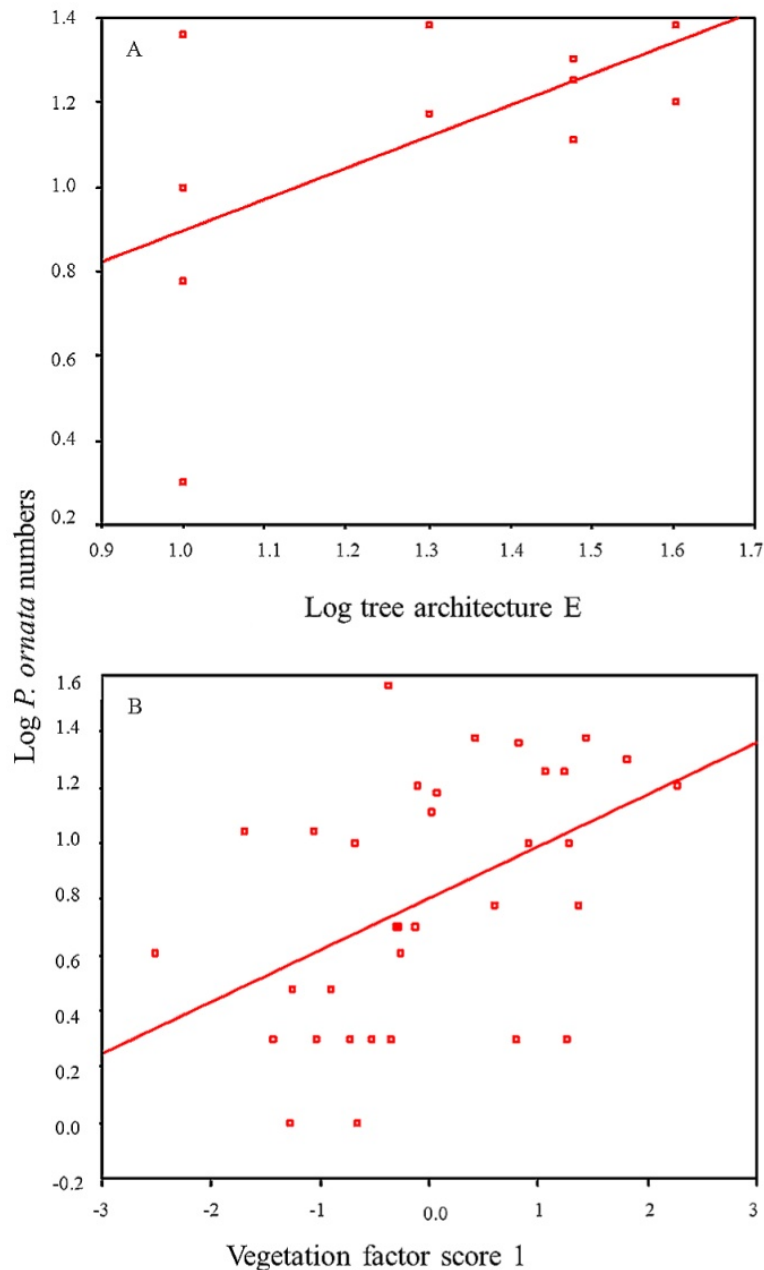 A
1.4
1.2
1.0
0.8
0.6
0.4
0.2
0.9 1.0 1.1 1.2 1.3 1.4 1.5 1.6 1.7
Log tree architecture E
Log P. ornata numbers
B
1.6
1.4
1.2
1.0
0.8
0.6
0.4
0.2
0.0
-0.2
-3 -2 -1 0.0 1 2 3
Vegetation factor score 1